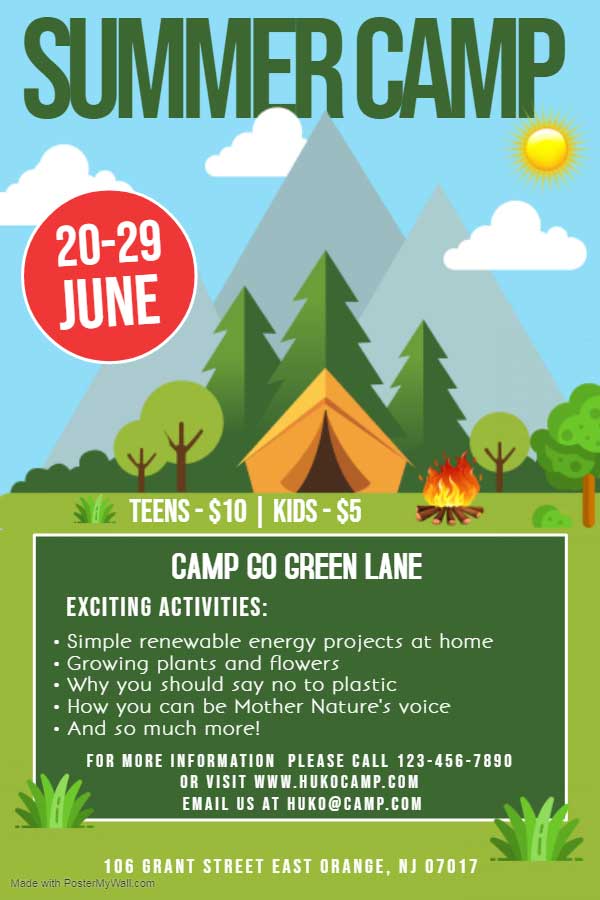 SUMMER CAMP
20-29
JUNE
TEENS - $10 | KIDS - $5
CAMP GO GREEN LANE
EXCITING ACTIVITIES:
• Simple renewable energy projects at home
• Growing plants and flowers
• Why you should say no to plastic
• How you can be Mother Nature's voice
• And so much more!
FOR MORE INFORMATION PLEASE CALL 123-456-7890
OR VISIT WWW.HUKOCAMP.COM
EMAIL US AT HUKO@CAMP.COM
106 GRANT STREET EAST ORANGE, NJ 07017
Made with PosterMyWall.com